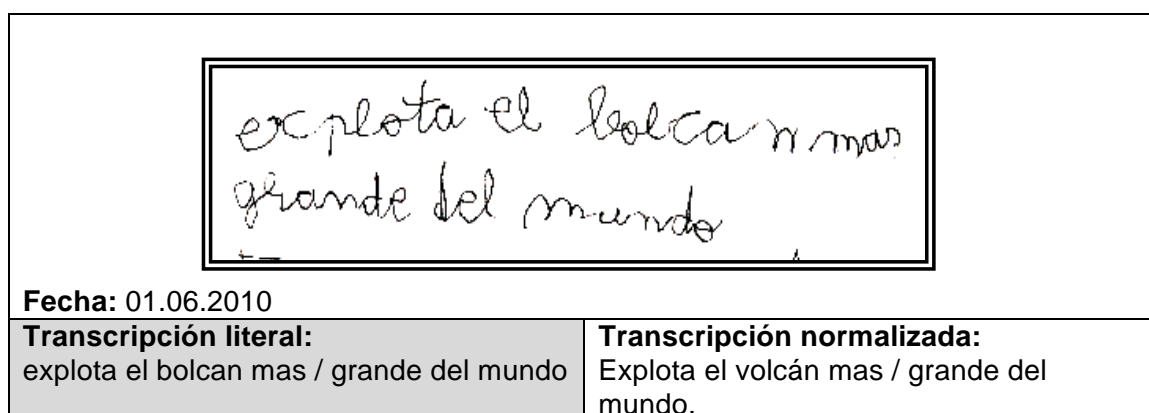 explota el bolcan mas
grande del mundo
Fecha: 01.06.2010
Transcripción literal:
explota el bolcan mas / grande del mundo
Transcripción normalizada:
Explota el volcán mas / grande del
mundo.